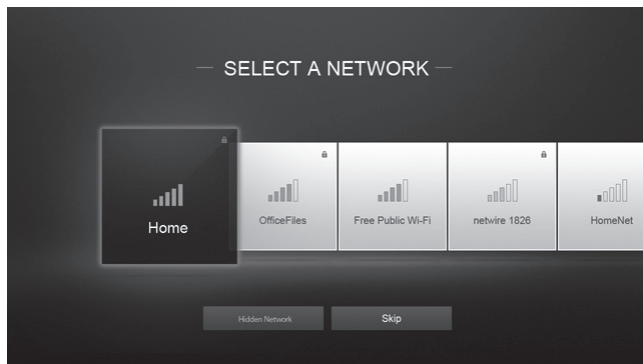 SELECT A NETWORK
Home
OfficeFiles
Free Public Wi-Fi
netwire 1826
HomeNet
Hidden Network
Skip